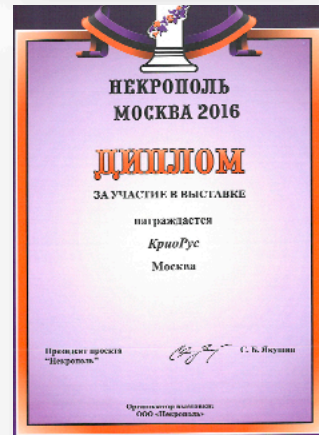 НЕКРОПОЛЬ
МОСКВА 2016
ДИПЛОМ
ЗА УЧАСТИЕ В ВЫСТАВКЕ
награждается
КриоРус
Москва
Президент проекта
"Некрополь"
С. Б. Якушин
Организатор выставки:
ООО «Некрополь»